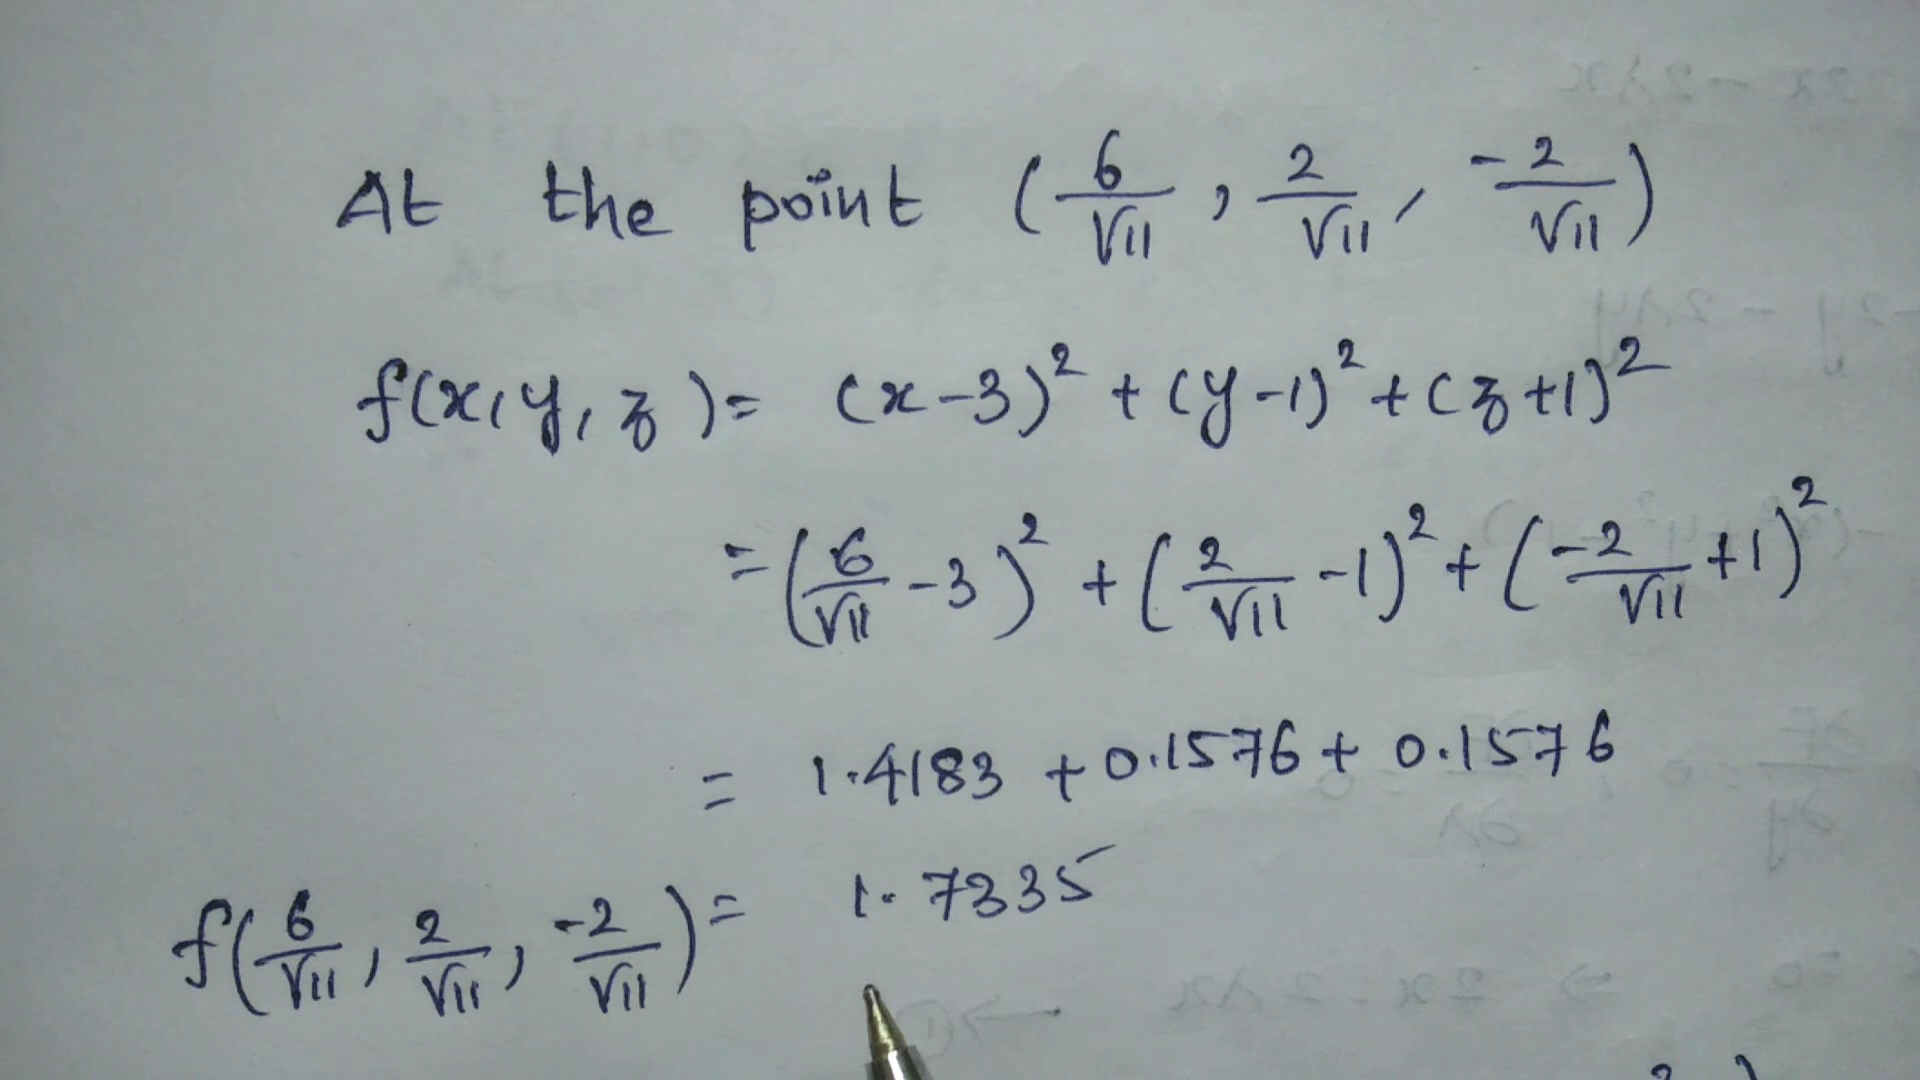 At the point (6/√11, 2/√11, -2/√11)
f(x,y,z) = (x-3)² + (y-1)² + (z+1)²
= (6/√11 -3)² + (2/√11 -1)² + (-2/√11 +1)²
= 1.4183 + 0.1576 + 0.1576
f(6/√11, 2/√11, -2/√11) = 1.7335